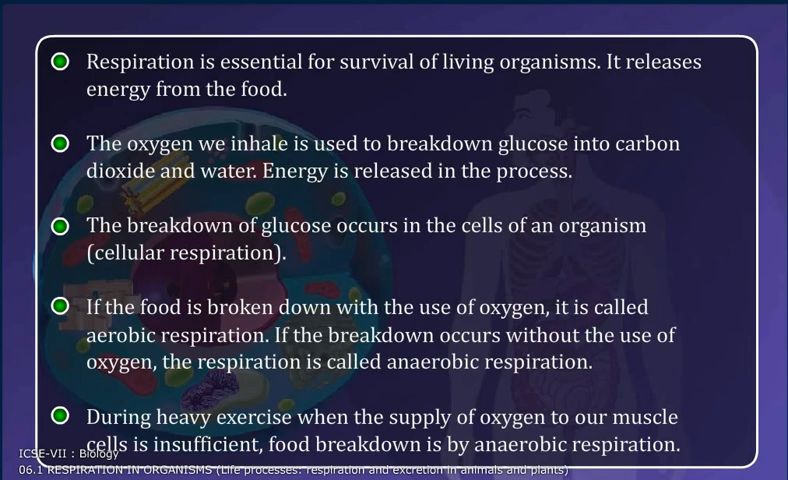 Respiration is essential for survival of living organisms. It releases
energy from the food.
The oxygen we inhale is used to breakdown glucose into carbon
dioxide and water. Energy is released in the process.
The breakdown of glucose occurs in the cells of an organism
(cellular respiration).
If the food is broken down with the use of oxygen, it is called
aerobic respiration. If the breakdown occurs without the use of
oxygen, the respiration is called anaerobic respiration.
During heavy exercise when the supply of oxygen to our muscle
cells is insufficient, food breakdown is by anaerobic respiration.
ICSE-VII : Biology
06.1 RESPIRATION IN ORGANISMS (Life processes: respiration and excretion in animals and plants)